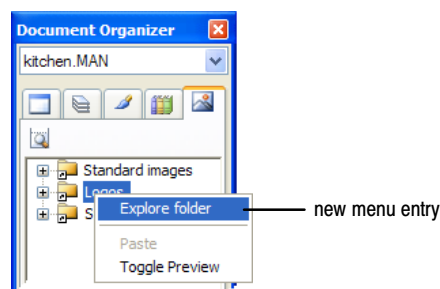 Document Organizer
kitchen.MAN
Standard images
Logos
S
Explore folder
new menu entry
Paste
Toggle Preview